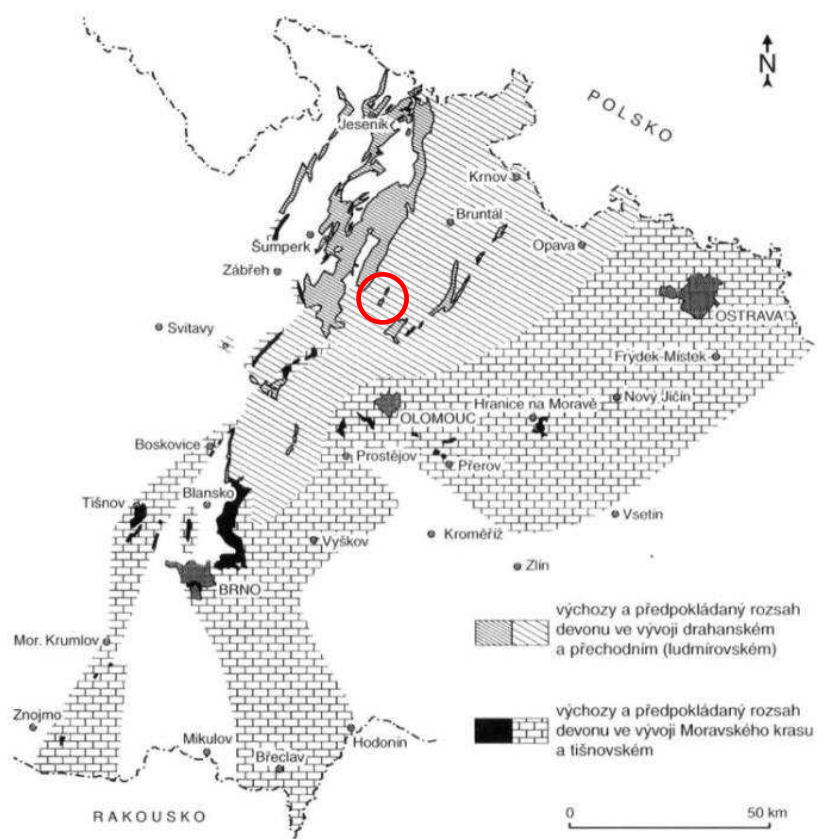 N
POLSKO
Jeseník
Krnov
Bruntál
Šumperk
Opava
Zábřeh
OSTRAVA
Svitavy
Frýdek-Místek
Nový Jičín
Hranice na Moravě
OLOMOUC
Boskovice
Prostějov
Přerov
Tišnov
Blansko
Vsetín
Vyškov
Kroměříž
Zlín
BRNO
výchozy a předpokládaný rozsah
devonu ve vývoji drahanském
a přechodním (ludmírovském)
Mor. Krumlov
Znojmo
výchozy a předpokládaný rozsah
devonu ve vývoji Moravského krasu
a tišnovském
Hodonín
Mikulov
Břeclav
RAKOUSKO
0 50 km